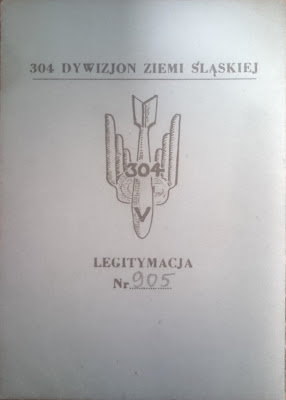 304 DYWIZJON ZIEMI ŚLĄSKIEJ
304
V
LEGITYMACJA
Nr 905